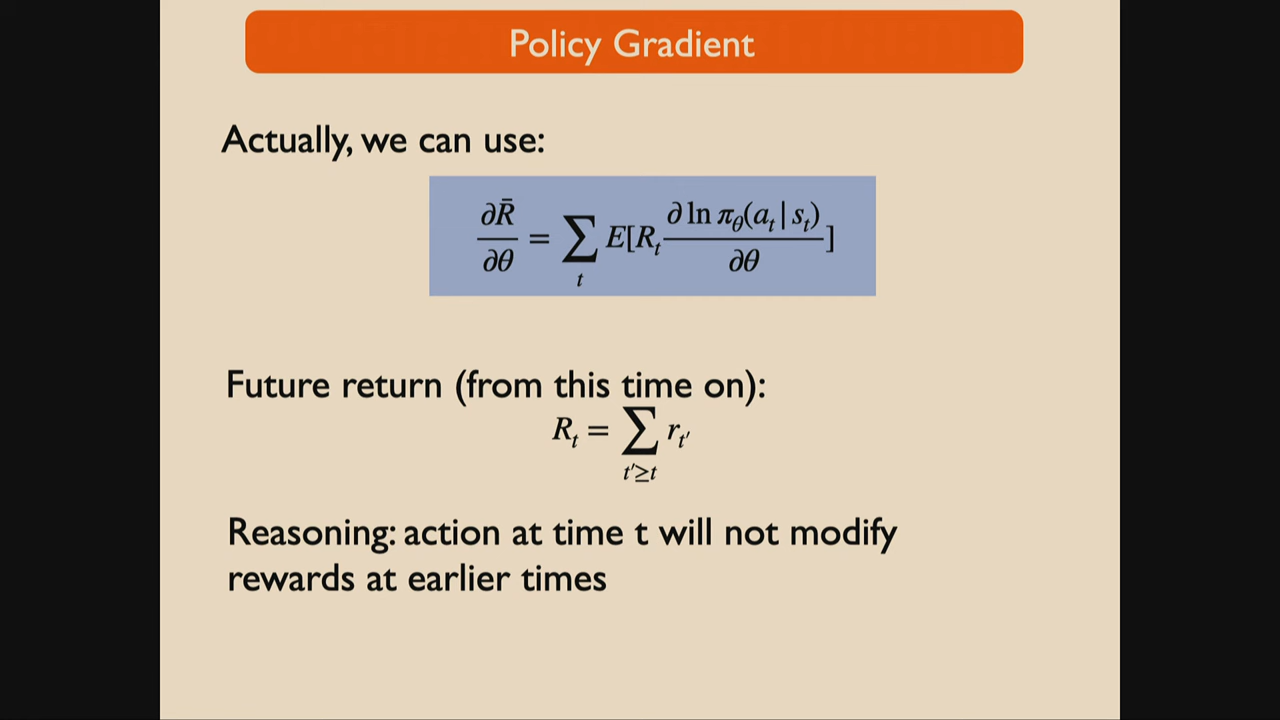 Policy Gradient
Actually, we can use:
∂R̄/∂θ = ∑_t E[R_t ∂ ln π_θ(a_t|s_t)/∂θ]
Future return (from this time on):
R_t = ∑_{t′≥t} r_{t′}
Reasoning: action at time t will not modify
rewards at earlier times